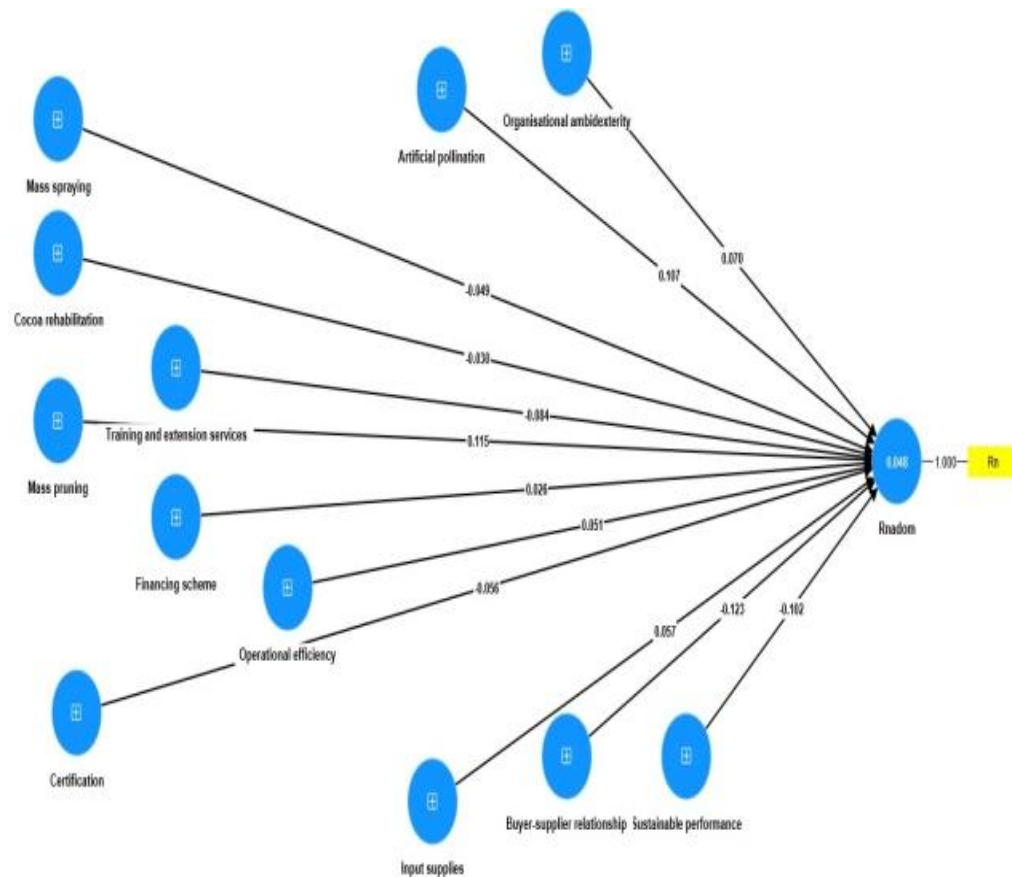 Organisational ambidexterity
Artificial pollination
Mass spraying
0.070
0.107
-0.049
Cocoa rehabilitation
-0.030
Training and extension services
-0.084
0.115
Mass pruning
0.048
1.000
Rn
Rnadom
0.026
0.051
Financing scheme
-0.056
Operational efficiency
0.057
-0.123
-0.102
Certification
Buyer-supplier relationship
Sustainable performance
Input supplies